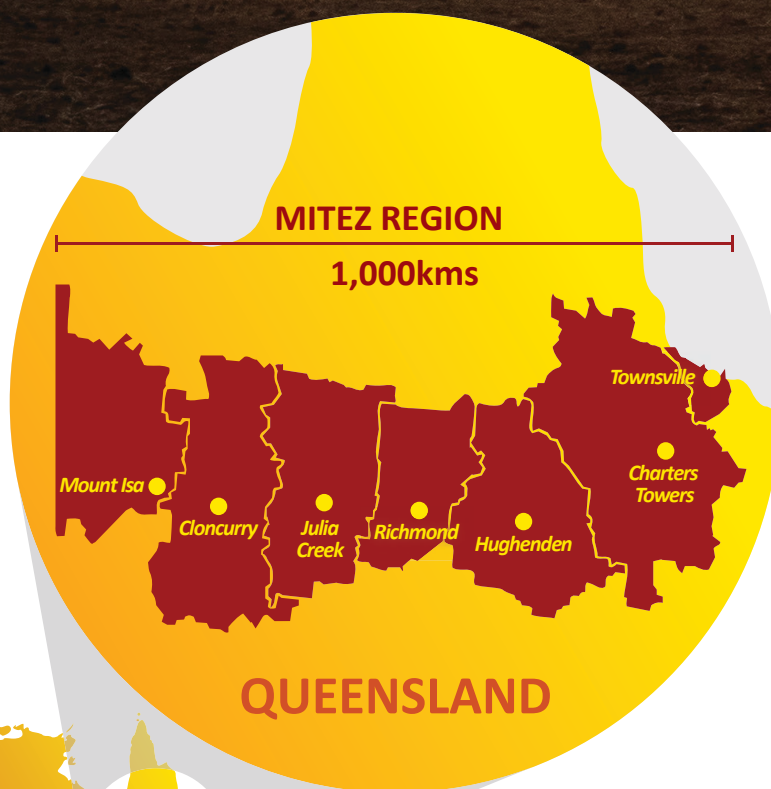 MITEZ REGION
1,000kms
Townsville
Charters
Towers
Mount Isa
Cloncurry
Julia
Creek
Richmond
Hughenden
QUEENSLAND